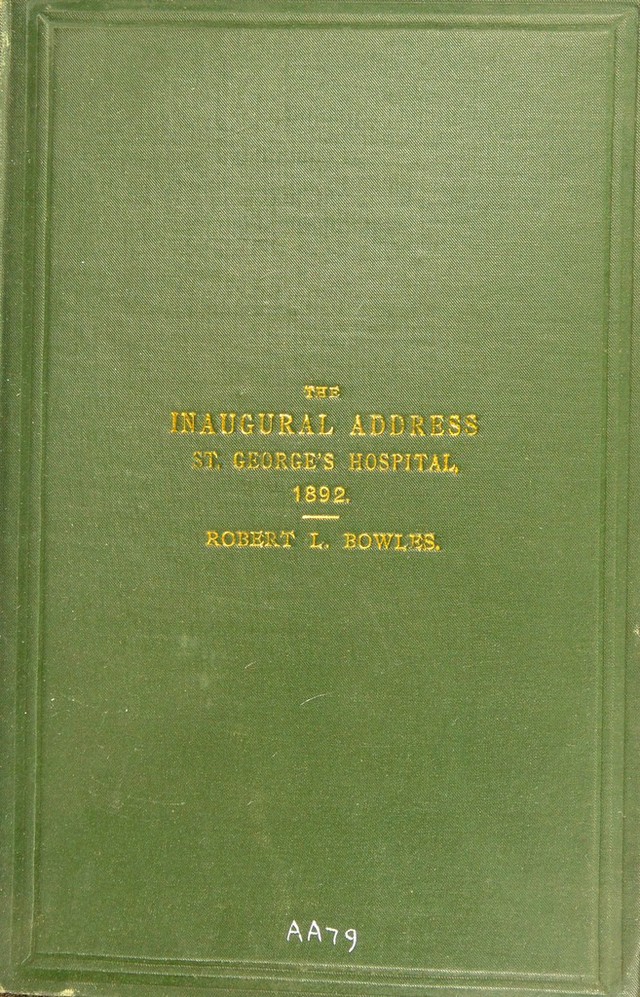 THE
INAUGURAL ADDRESS
ST. GEORGE'S HOSPITAL,
1892.
ROBERT L. BOWLES.
AA79